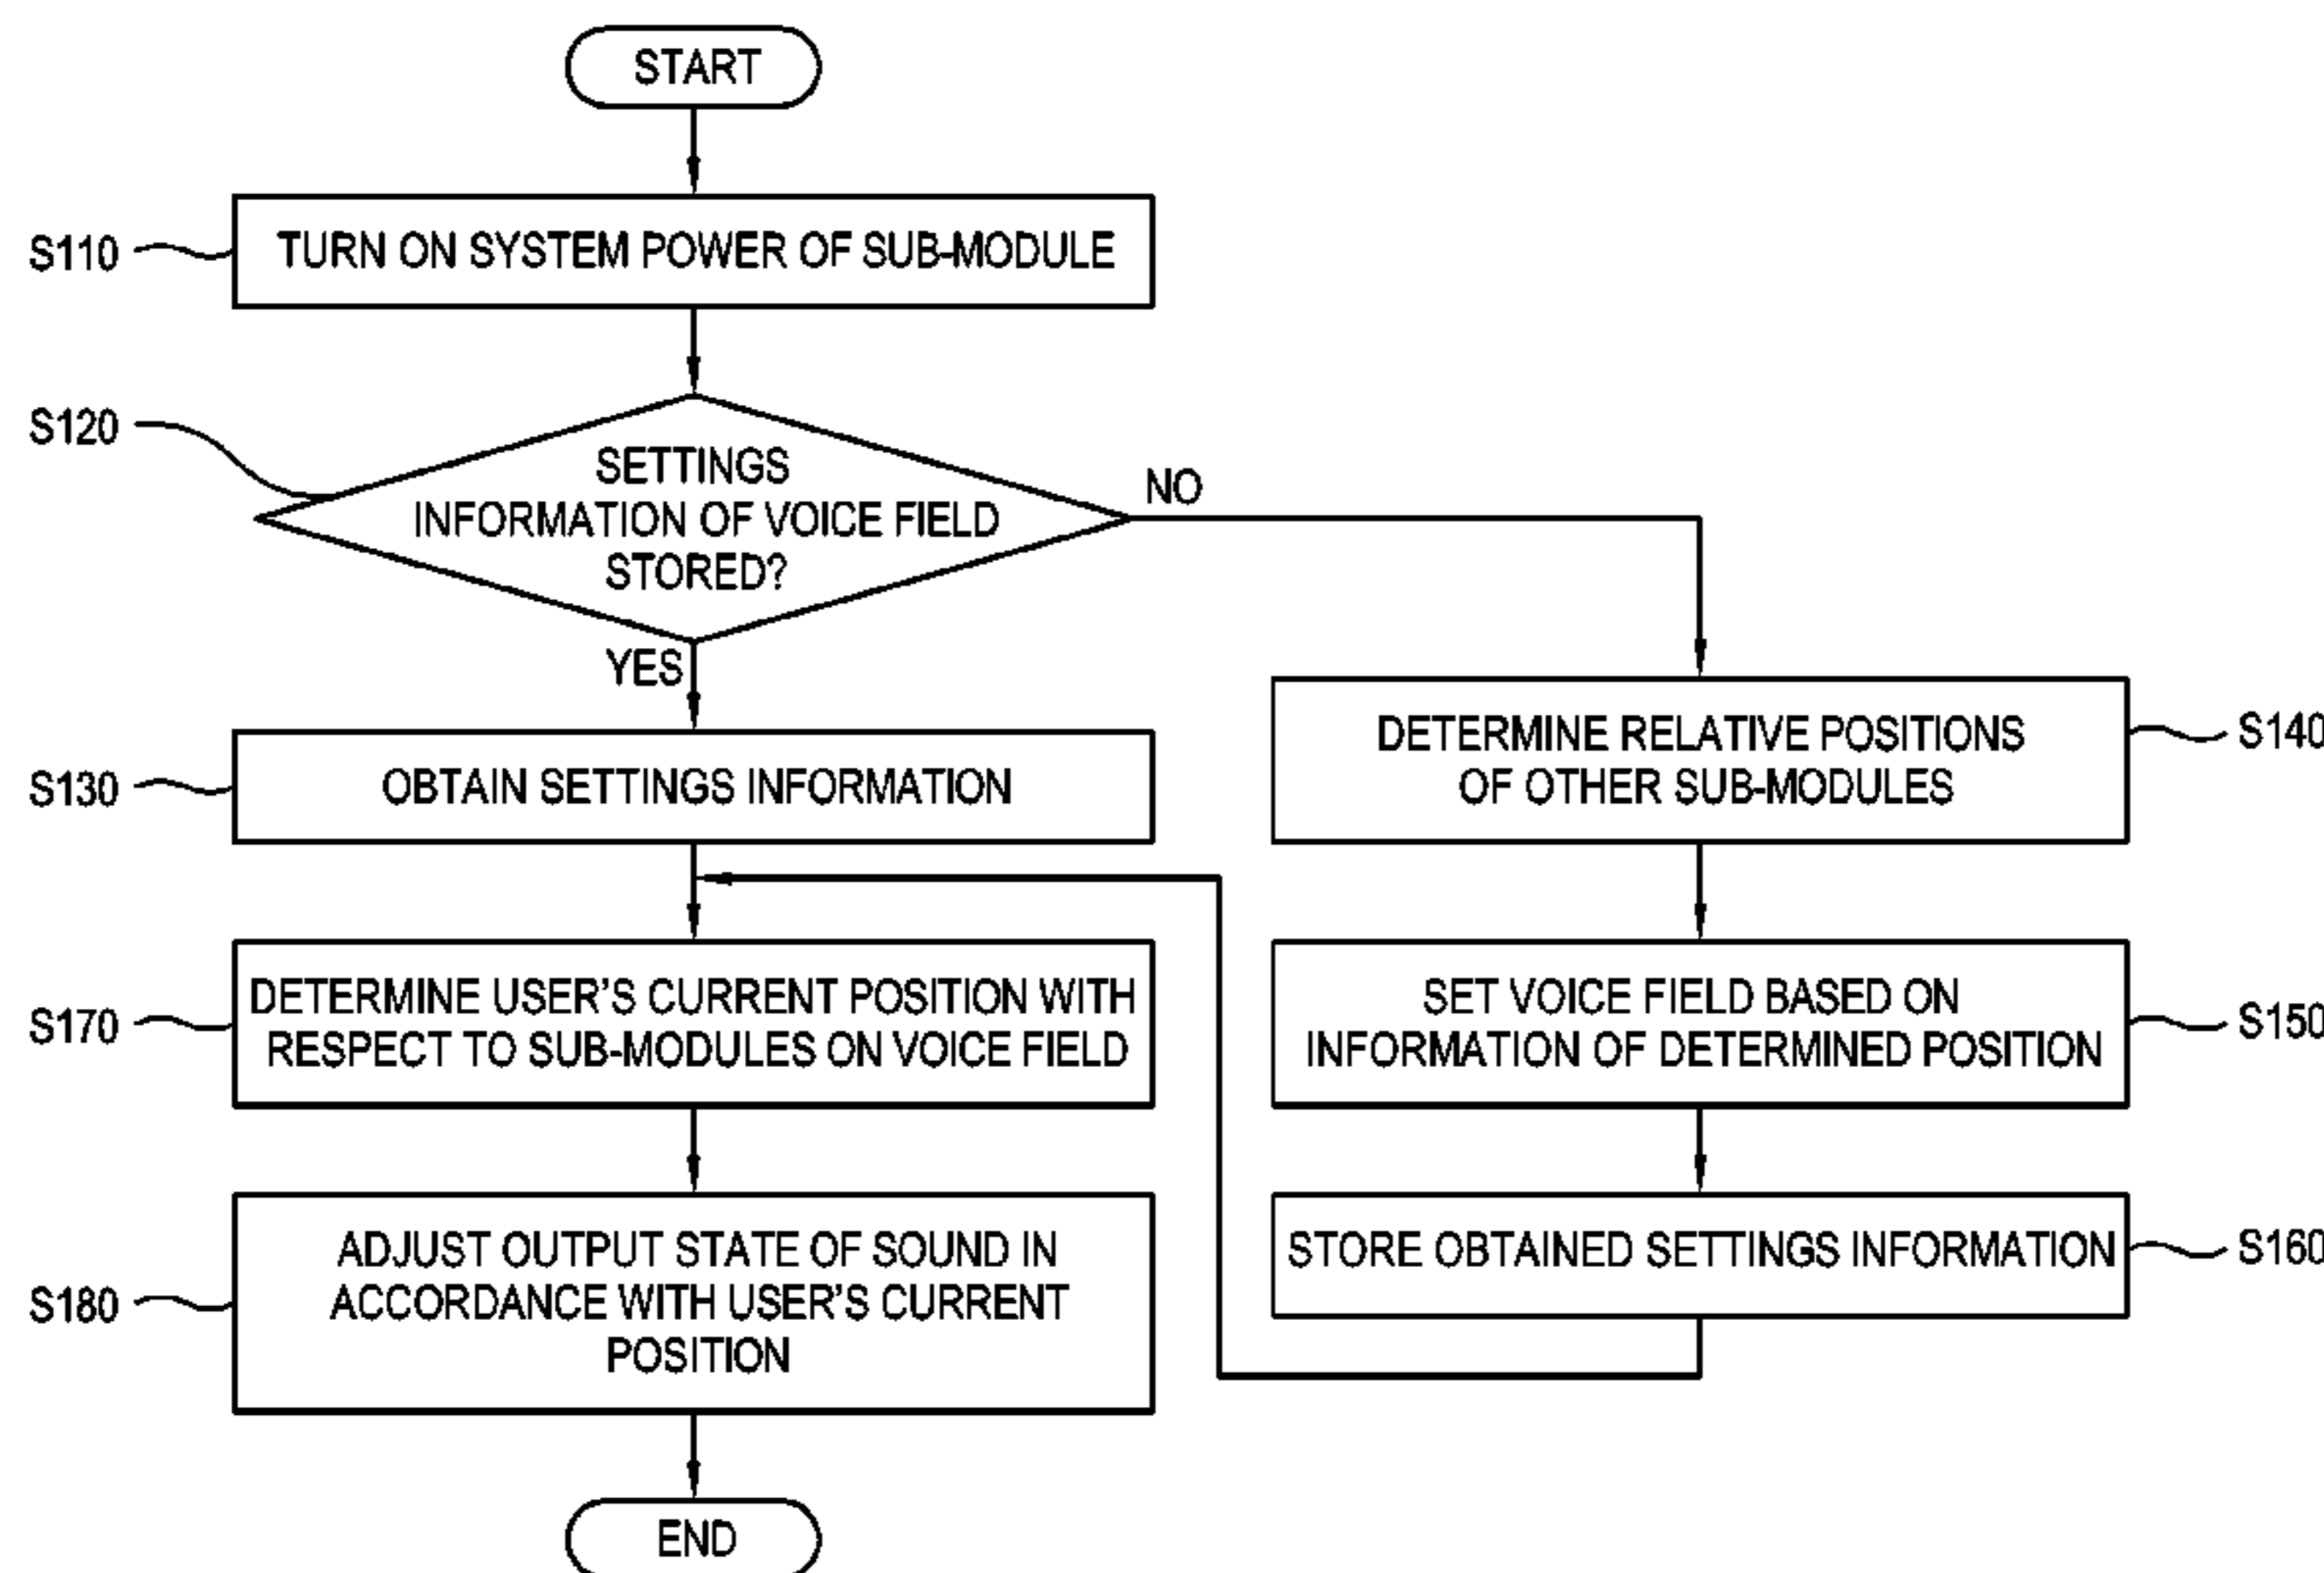 START
S110
TURN ON SYSTEM POWER OF SUB-MODULE
S120
SETTINGS
INFORMATION OF VOICE FIELD
STORED?
NO
YES
S130
OBTAIN SETTINGS INFORMATION
DETERMINE RELATIVE POSITIONS
OF OTHER SUB-MODULES
S140
S170
DETERMINE USER'S CURRENT POSITION WITH
RESPECT TO SUB-MODULES ON VOICE FIELD
SET VOICE FIELD BASED ON
INFORMATION OF DETERMINED POSITION
S150
S180
ADJUST OUTPUT STATE OF SOUND IN
ACCORDANCE WITH USER'S CURRENT
POSITION
STORE OBTAINED SETTINGS INFORMATION
S160
END